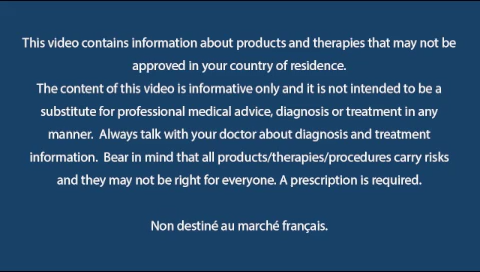 This video contains information about products and therapies that may not be
approved in your country of residence.
The content of this video is informative only and it is not intended to be a
substitute for professional medical advice, diagnosis or treatment in any
manner.  Always talk with your doctor about diagnosis and treatment
information.  Bear in mind that all products/therapies/procedures carry risks
and they may not be right for everyone. A prescription is required.
Non destiné au marché français.